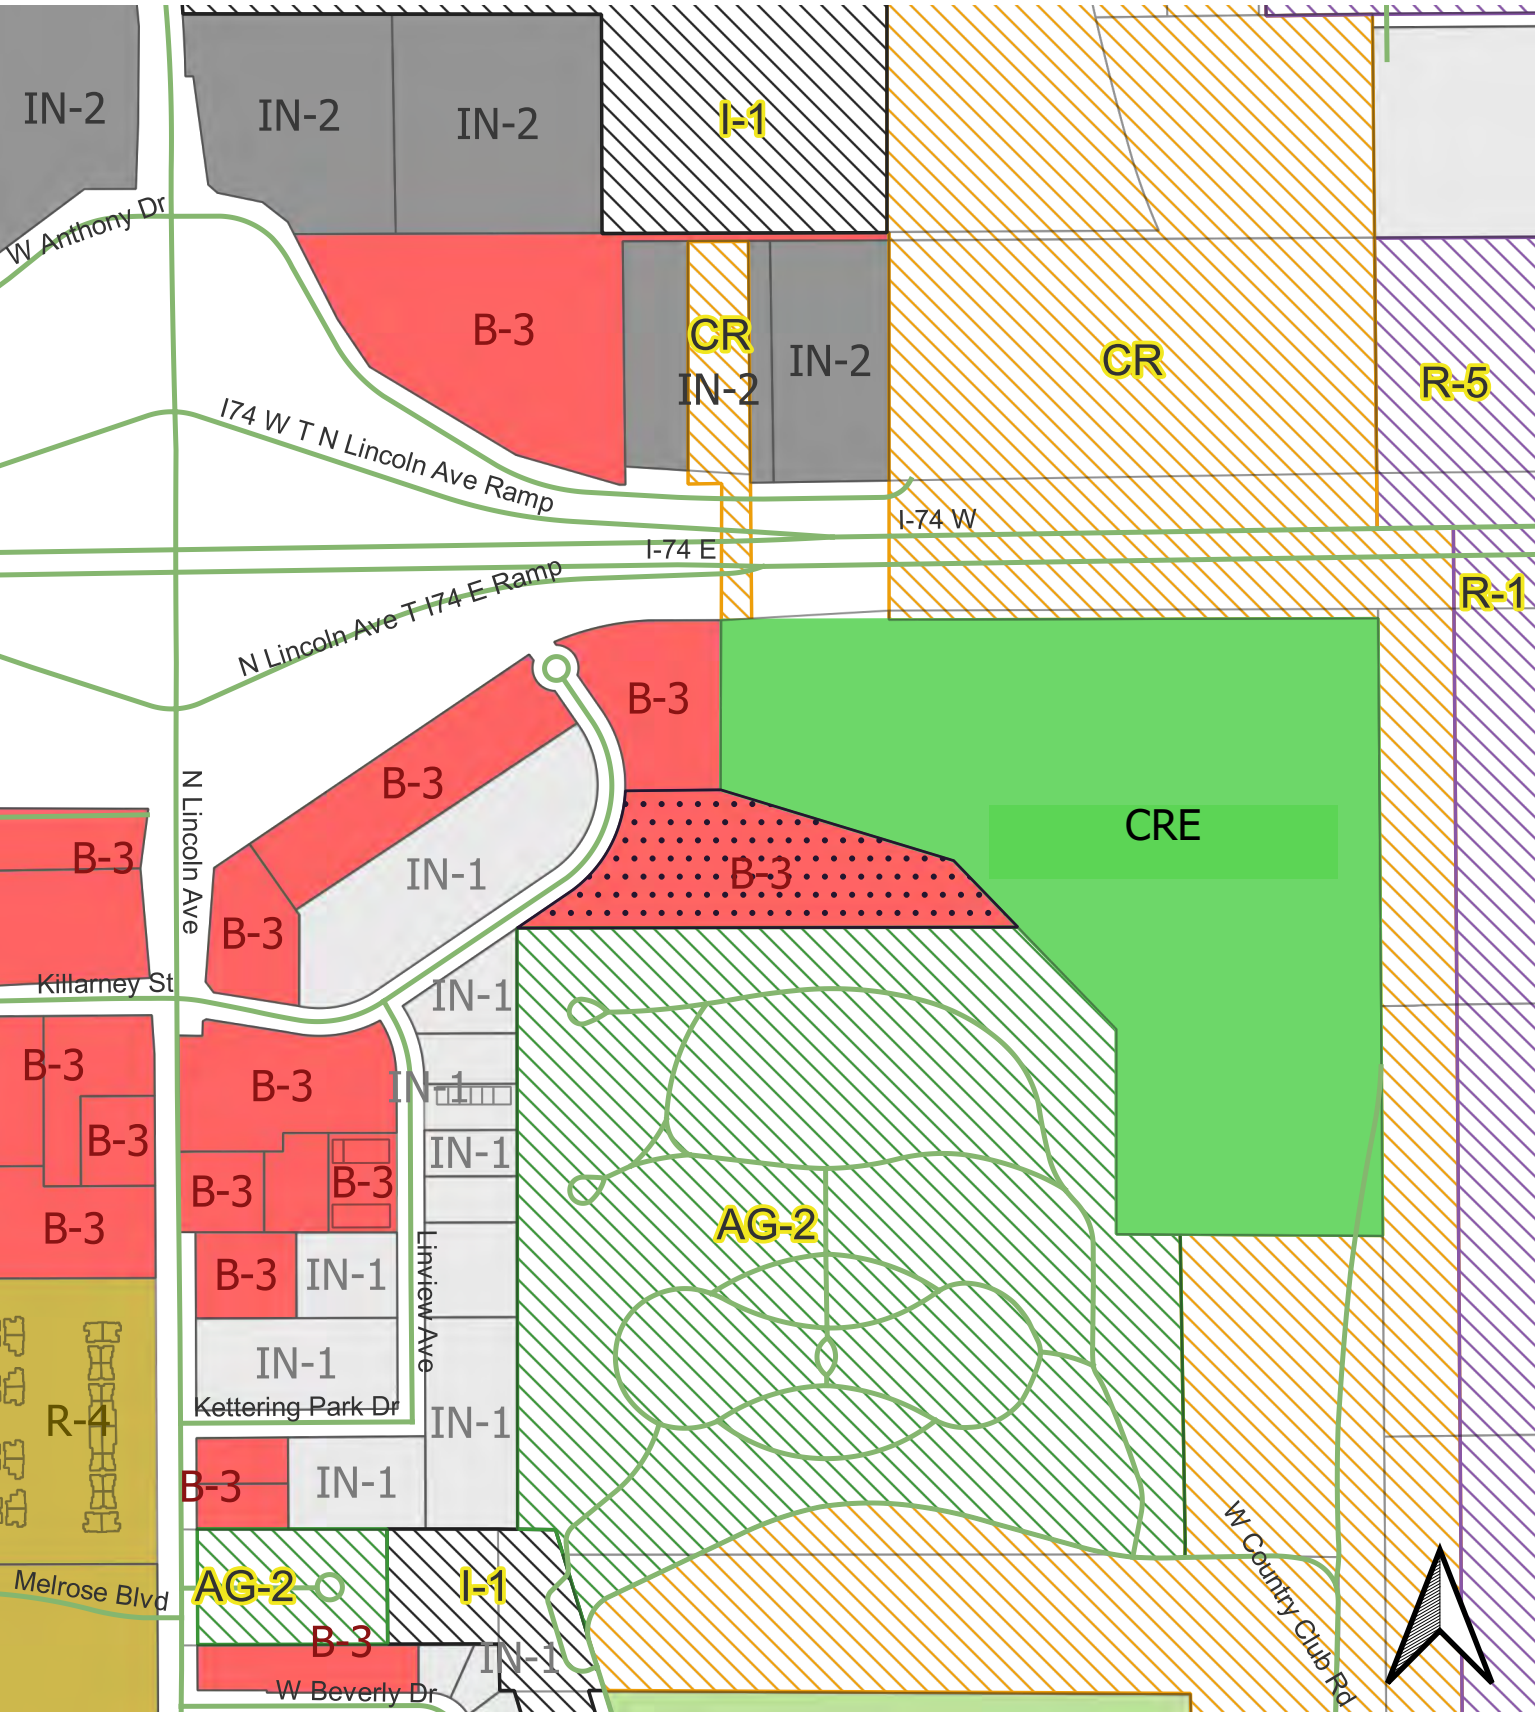 IN-2
IN-2
IN-2
I-1
W Anthony Dr
B-3
CR
IN-2
IN-2
CR
R-5
I74 W T N Lincoln Ave Ramp
I-74 W
I-74 E
N Lincoln Ave T I74 E Ramp
R-1
B-3
B-3
N Lincoln Ave
CRE
B-3
IN-1
B-3
B-3
Killarney St
IN-1
B-3
B-3
IN-1
B-3
IN-1
B-3
B-3
B-3
AG-2
Linview Ave
B-3
IN-1
IN-1
Kettering Park Dr
R-4
IN-1
B-3
IN-1
W Country Club Rd
Melrose Blvd
AG-2
I-1
B-3
IN-1
W Beverly Dr